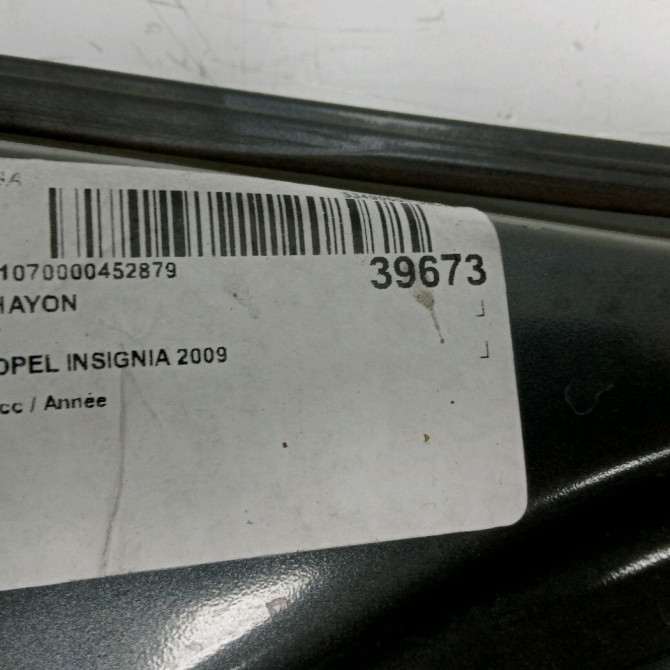 1070000452879
39673
HAYON
OPEL INSIGNIA 2009
cc / Année